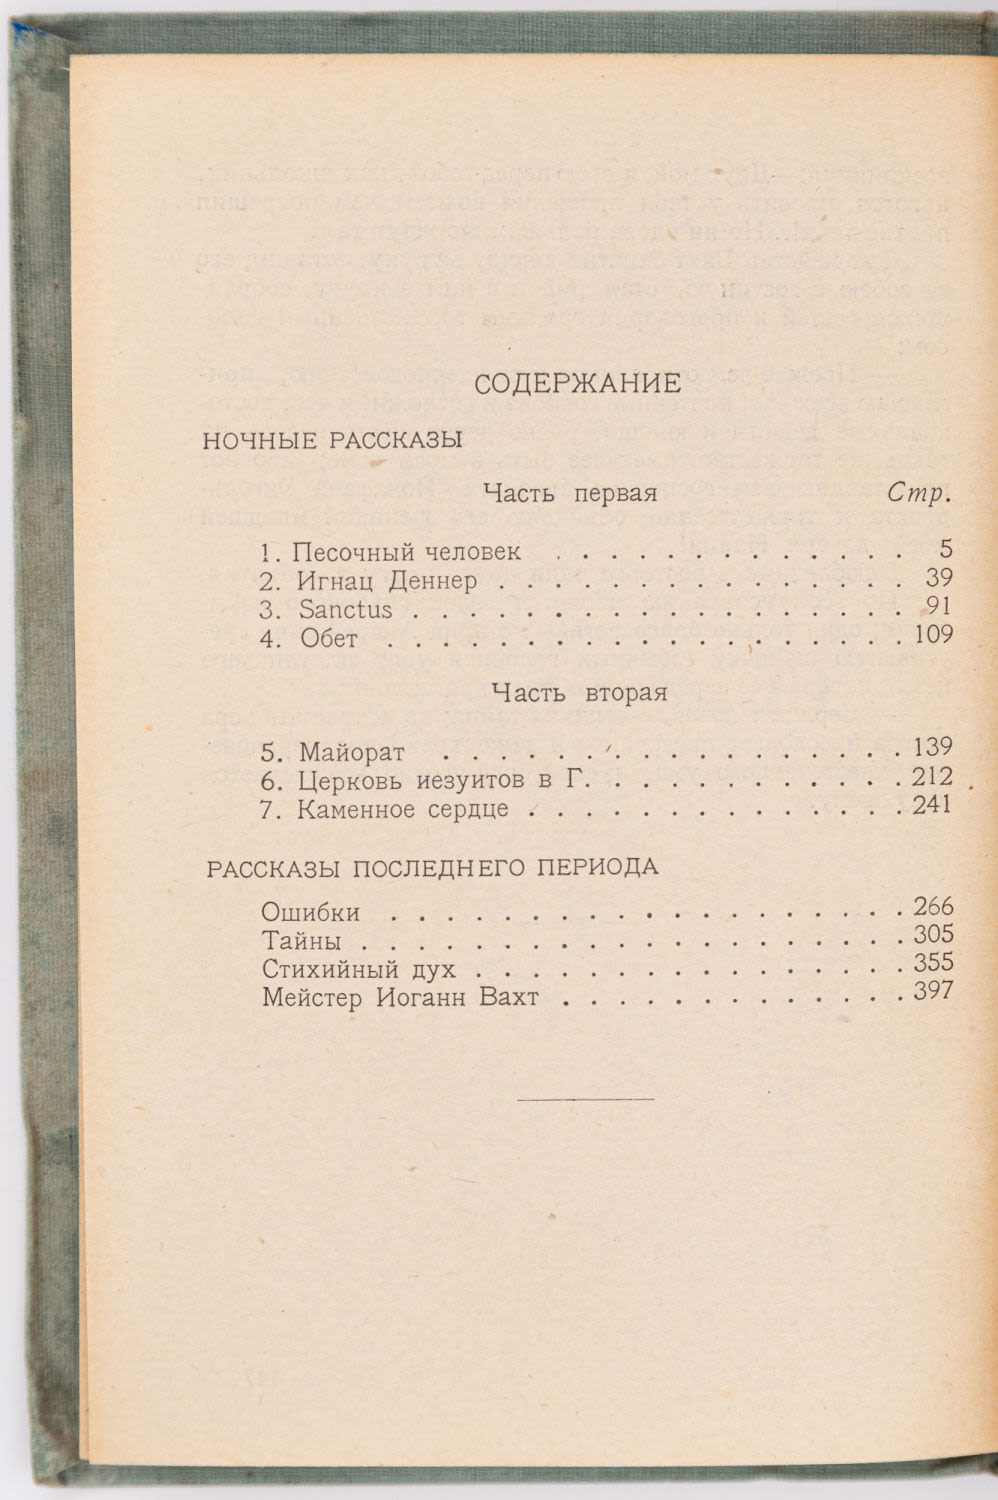 СОДЕРЖАНИЕ
НОЧНЫЕ РАССКАЗЫ
Часть первая Стр.
1. Песочный человек . . . . . . . . . . . . . 5
2. Игнац Деннер . . . . . . . . . . . . . . 39
3. Sanctus . . . . . . . . . . . . . . . . . . 91
4. Обет . . . . . . . . . . . . . . . . . . . 109
Часть вторая
5. Майорат . . . . . . . . . . . . . . . . . 139
6. Церковь иезуитов в Г. . . . . . . . . . . . 212
7. Каменное сердце . . . . . . . . . . . . . . 241
РАССКАЗЫ ПОСЛЕДНЕГО ПЕРИОДА
Ошибки . . . . . . . . . . . . . . . . . . . 266
Тайны . . . . . . . . . . . . . . . . . . . . 305
Стихийный дух . . . . . . . . . . . . . . . . 355
Мейстер Иоганн Вахт . . . . . . . . . . . . . 397